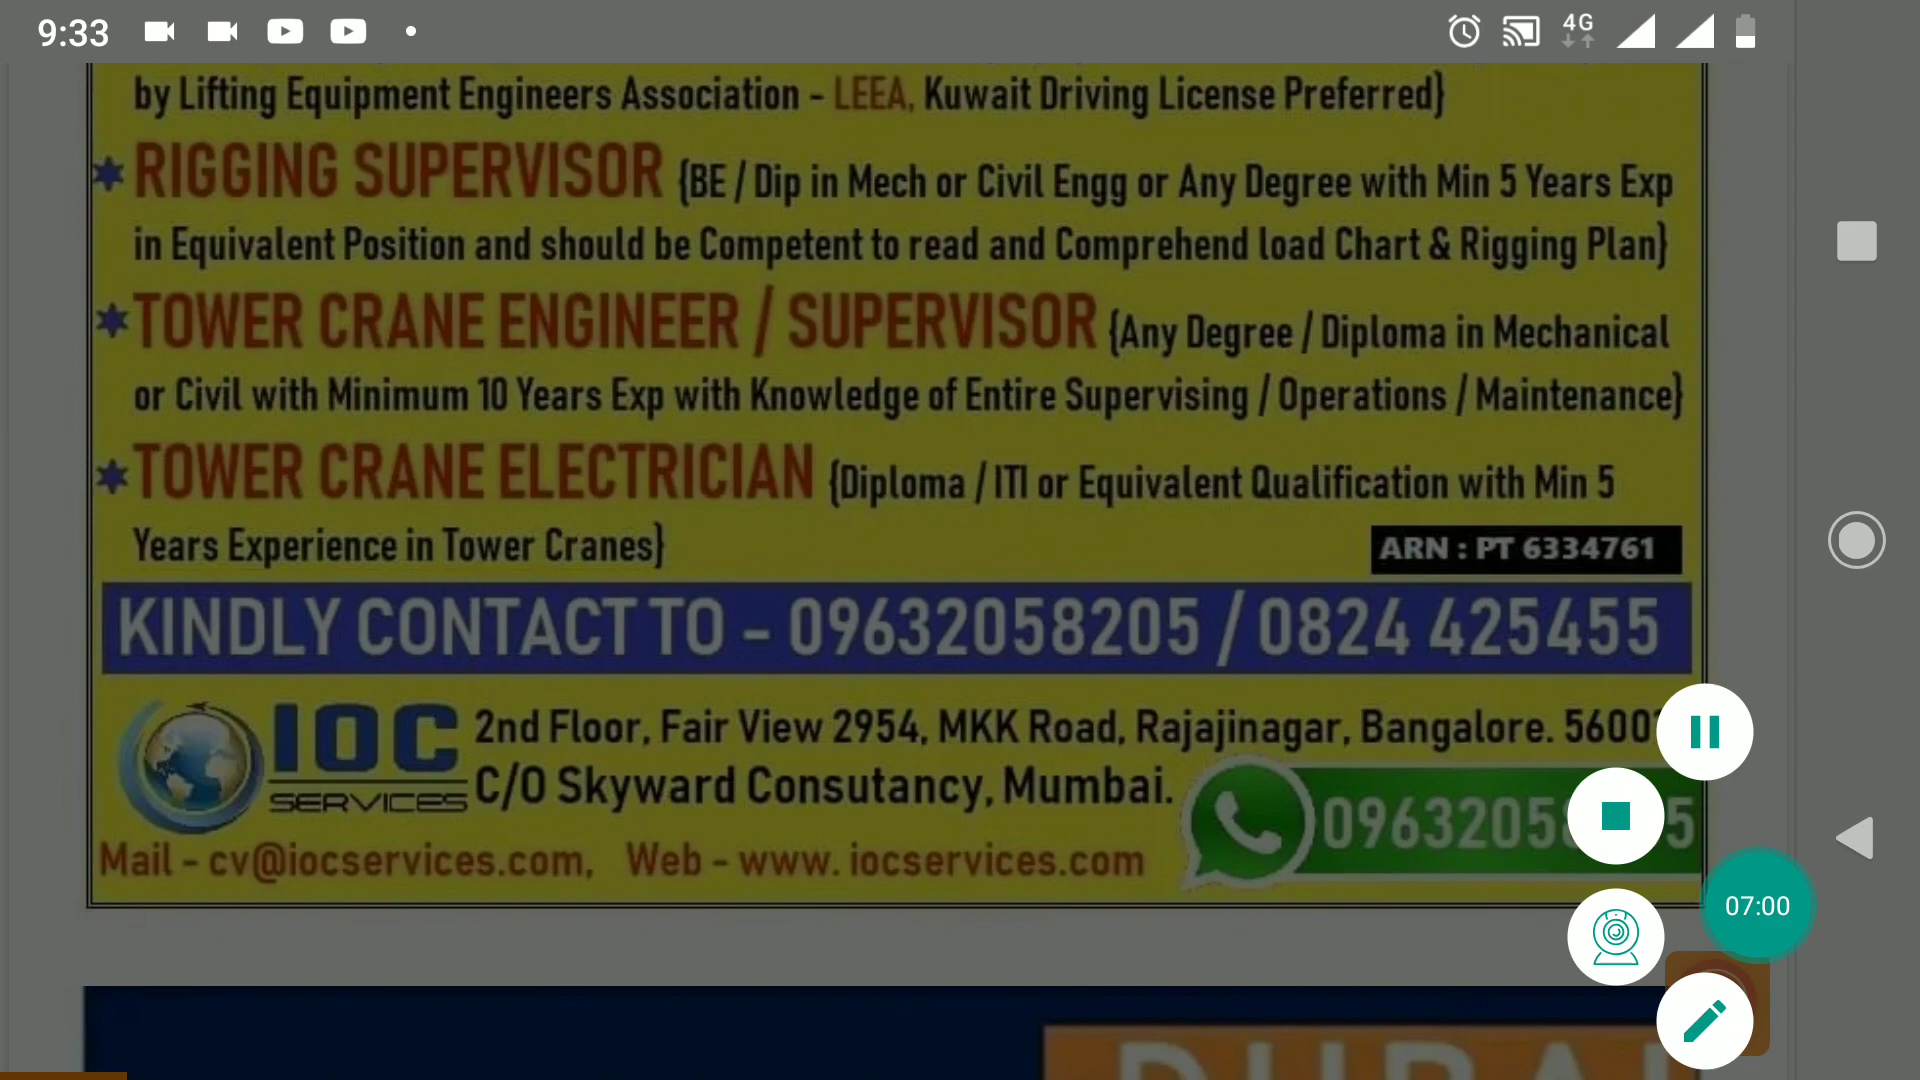 9:33
4G
by Lifting Equipment Engineers Association - LEEA, Kuwait Driving License Preferred}
RIGGING SUPERVISOR {BE / Dip in Mech or Civil Engg or Any Degree with Min 5 Years Exp
in Equivalent Position and should be Competent to read and Comprehend load Chart & Rigging Plan}
TOWER CRANE ENGINEER / SUPERVISOR {Any Degree / Diploma in Mechanical
or Civil with Minimum 10 Years Exp with Knowledge of Entire Supervising / Operations / Maintenance}
TOWER CRANE ELECTRICIAN {Diploma / ITI or Equivalent Qualification with Min 5
Years Experience in Tower Cranes}
ARN : PT 6334761
KINDLY CONTACT TO - 09632058205 / 0824 425455
IOC SERVICES
2nd Floor, Fair View 2954, MKK Road, Rajajinagar, Bangalore.
C/O Skyward Consutancy, Mumbai.
Mail - cv@iocservices.com, Web - www. iocservices.com
07:00